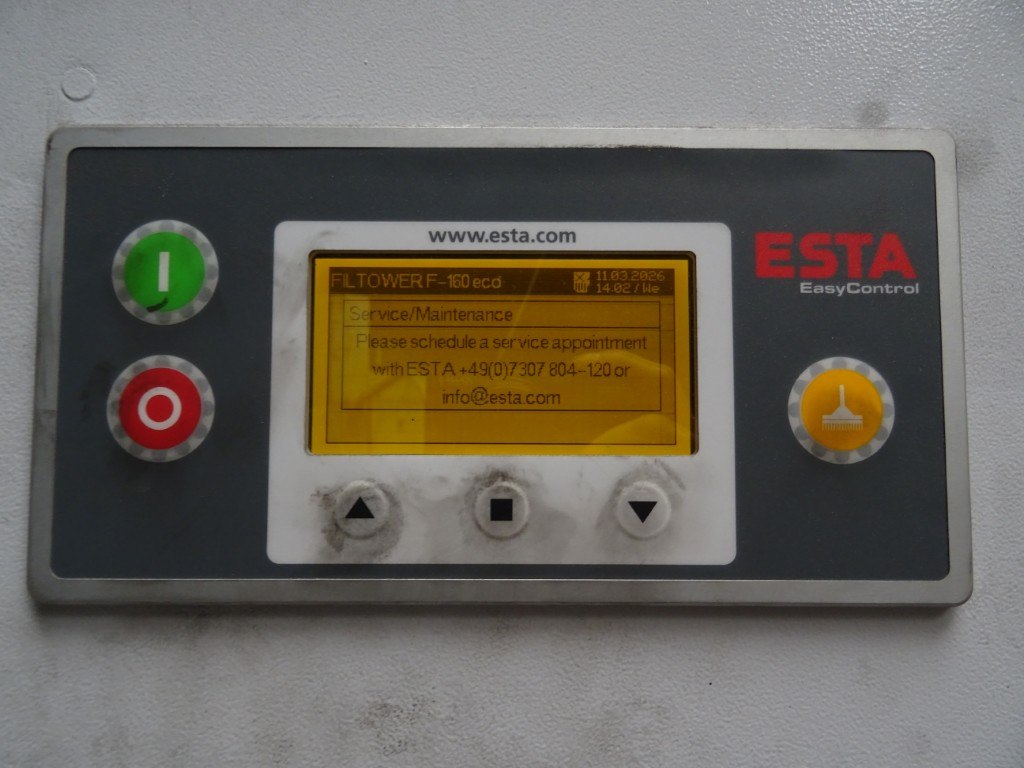 www.esta.com
ESTA
EasyControl
FILTOWER F-160 eco
11.03.2026
14:02 / We
Service/Maintenance
Please schedule a service appointment
with ESTA +49(0)7307 804-120 or
info@esta.com